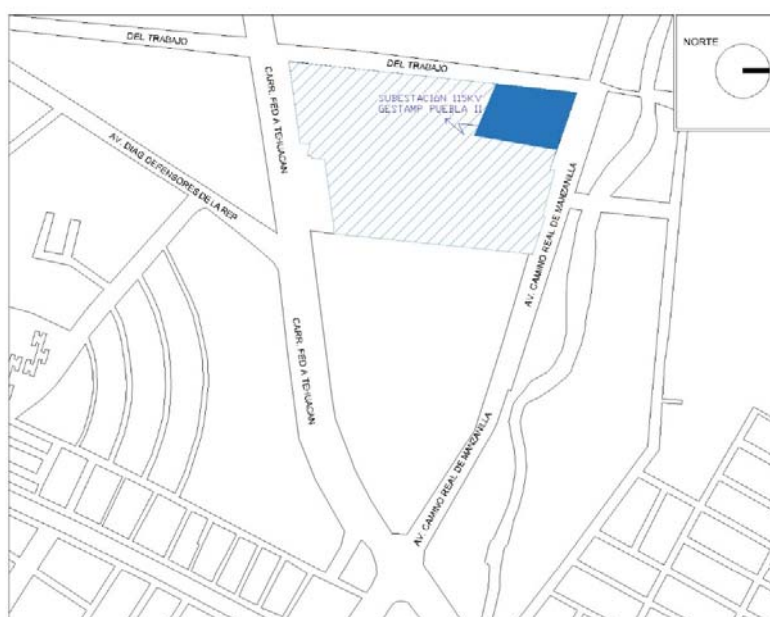 DEL TRABAJO
NORTE
DEL TRABAJO
CARR. FED A TEHUACAN
SUBESTACIÓN 115KV
GESTAMP PUEBLA II
AV. DIAG DEFENSORES DE LA REP
AV. CAMINO REAL DE MANZANILLA
CARR. FED A TEHUACAN
AV. CAMINO REAL DE MANZANILLA